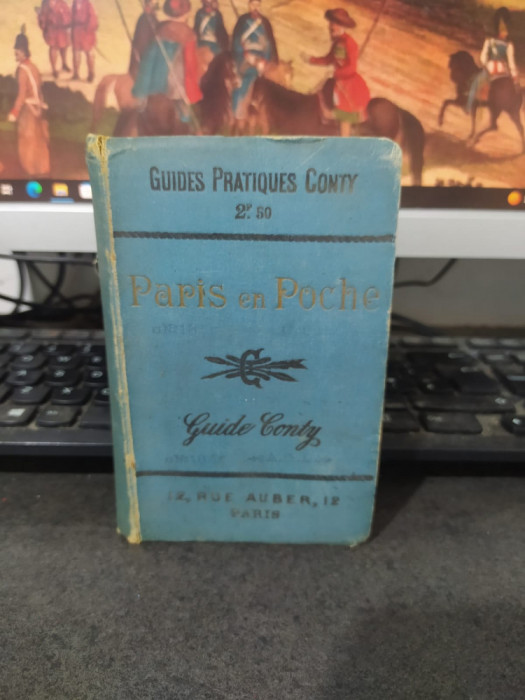 GUIDES PRATIQUES CONTY
2F. 50
Paris en Poche
C
Guide Conty
12, RUE AUBER, 12
PARIS